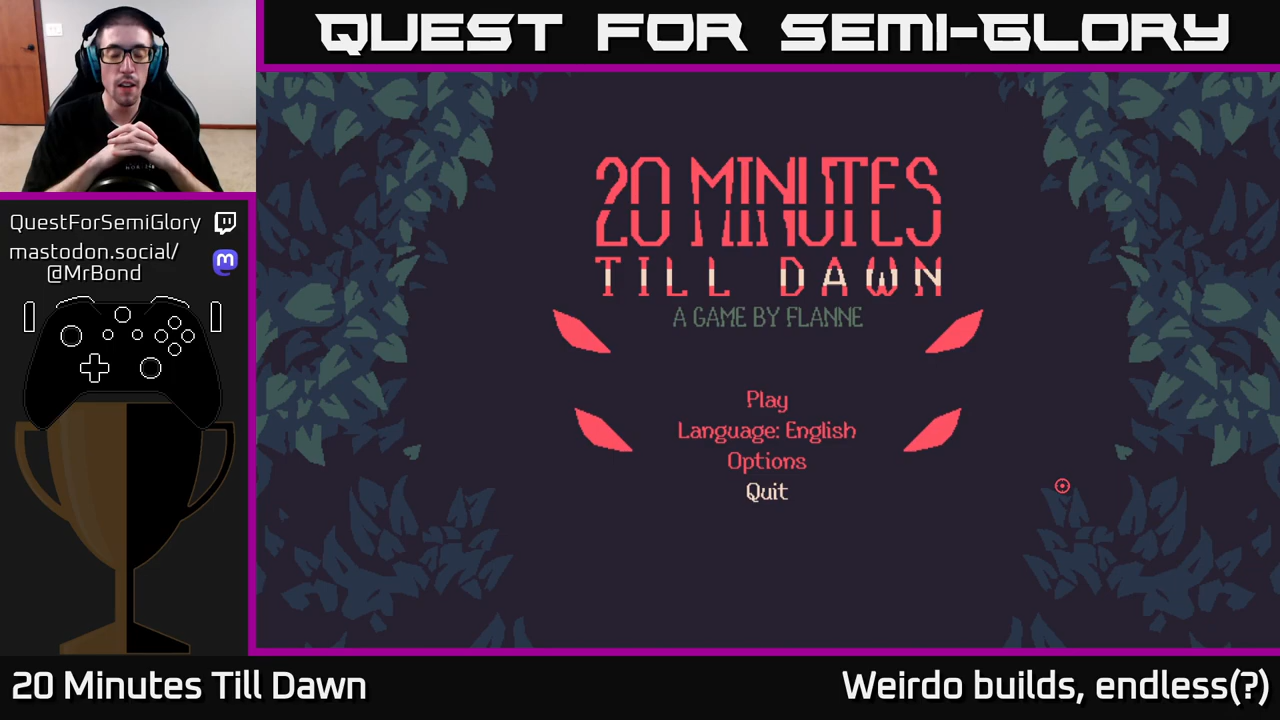 QUEST FOR SEMI-GLORY
QuestForSemiGlory
mastodon.social/
@MrBond
20 MINUTES
TILL DAWN
A GAME BY FLANNE
Play
Language: English
Options
Quit
20 Minutes Till Dawn
Weirdo builds, endless(?)